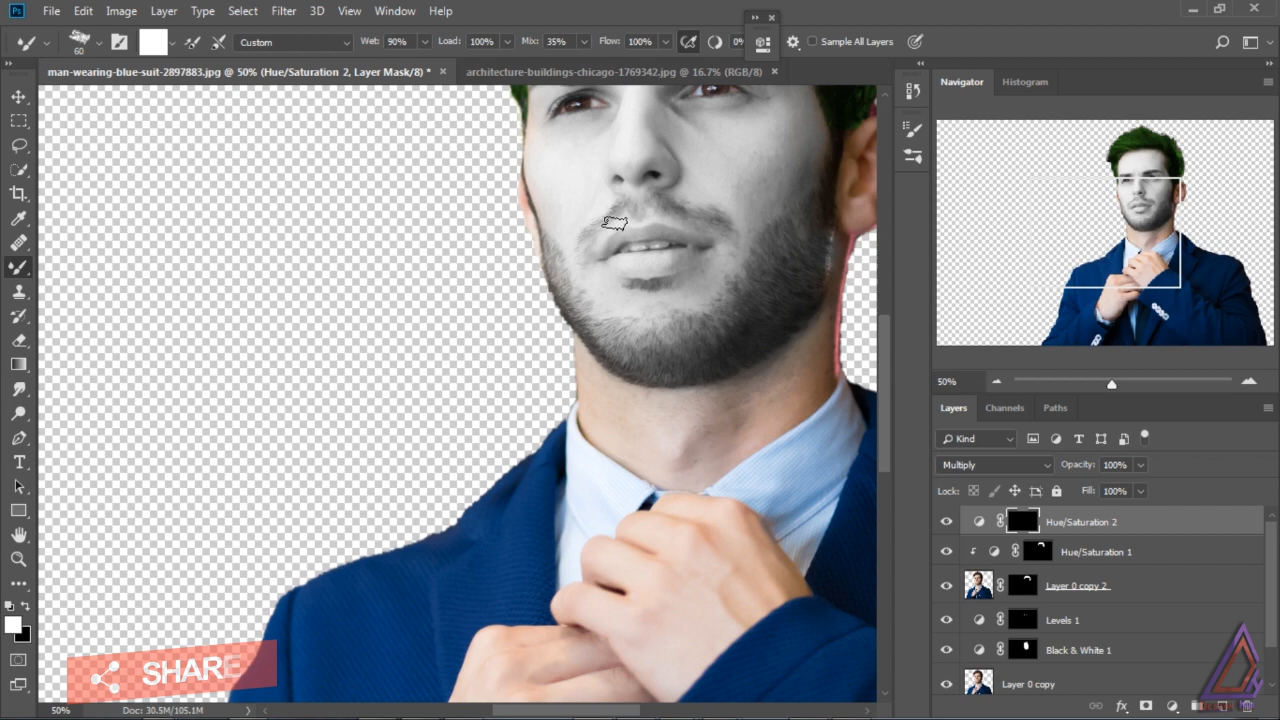 Ps File Edit Image Layer Type Select Filter 3D View Window Help
60 Custom Wet: 90% Load: 100% Mix: 35% Flow: 100% 0% Sample All Layers
man-wearing-blue-suit-2897883.jpg @ 50% (Hue/Saturation 2, Layer Mask/8) * × architecture-buildings-chicago-1769342.jpg @ 16.7% (RGB/8) ×
Navigator Histogram
50%
Layers Channels Paths
Kind
Multiply Opacity: 100%
Lock: Fill: 100%
Hue/Saturation 2
Hue/Saturation 1
Layer 0 copy 2
Levels 1
Black & White 1
Layer 0 copy
SHARE
50% Doc: 30.5M/105.1M